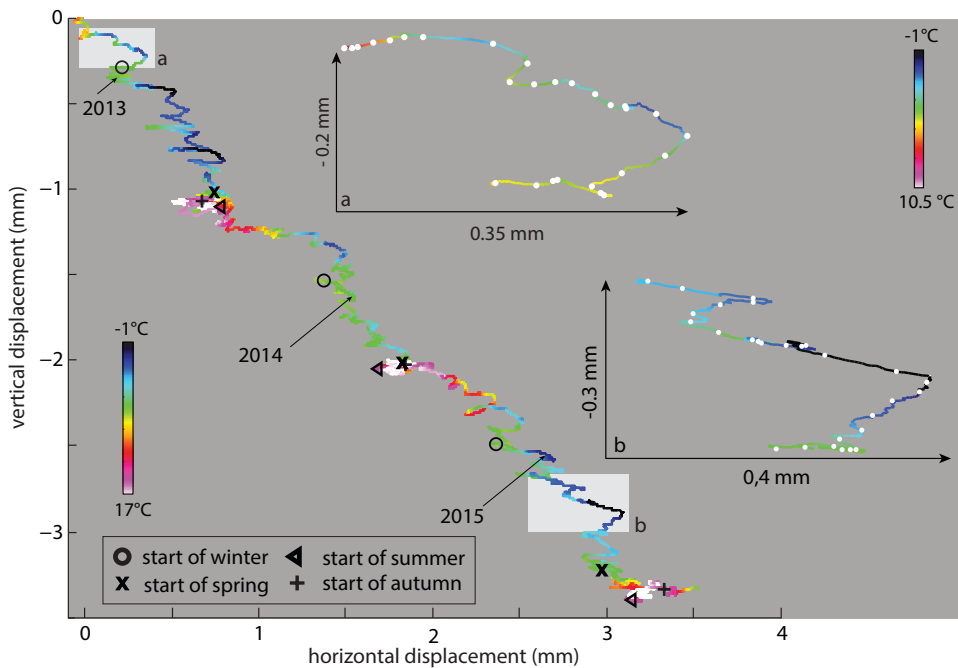 0
−1
−2
−3
vertical displacement (mm)
0
1
2
3
4
horizontal displacement (mm)
a
2013
2014
2015
b
-1°C
17°C
- 0.2 mm
a
0.35 mm
-1°C
10.5 °C
-0.3 mm
b
0,4 mm
start of winter
start of summer
start of spring
start of autumn